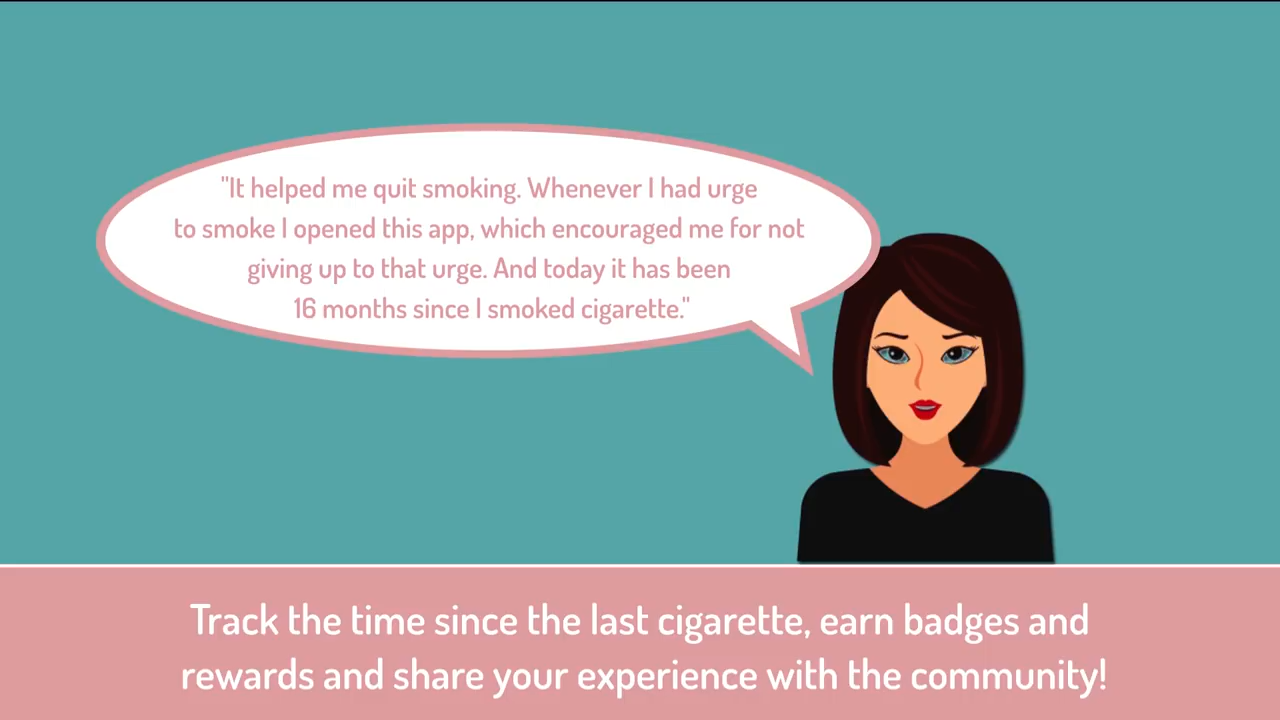 "It helped me quit smoking. Whenever I had urge
to smoke I opened this app, which encouraged me for not
giving up to that urge. And today it has been
16 months since I smoked cigarette."
Track the time since the last cigarette, earn badges and
rewards and share your experience with the community!